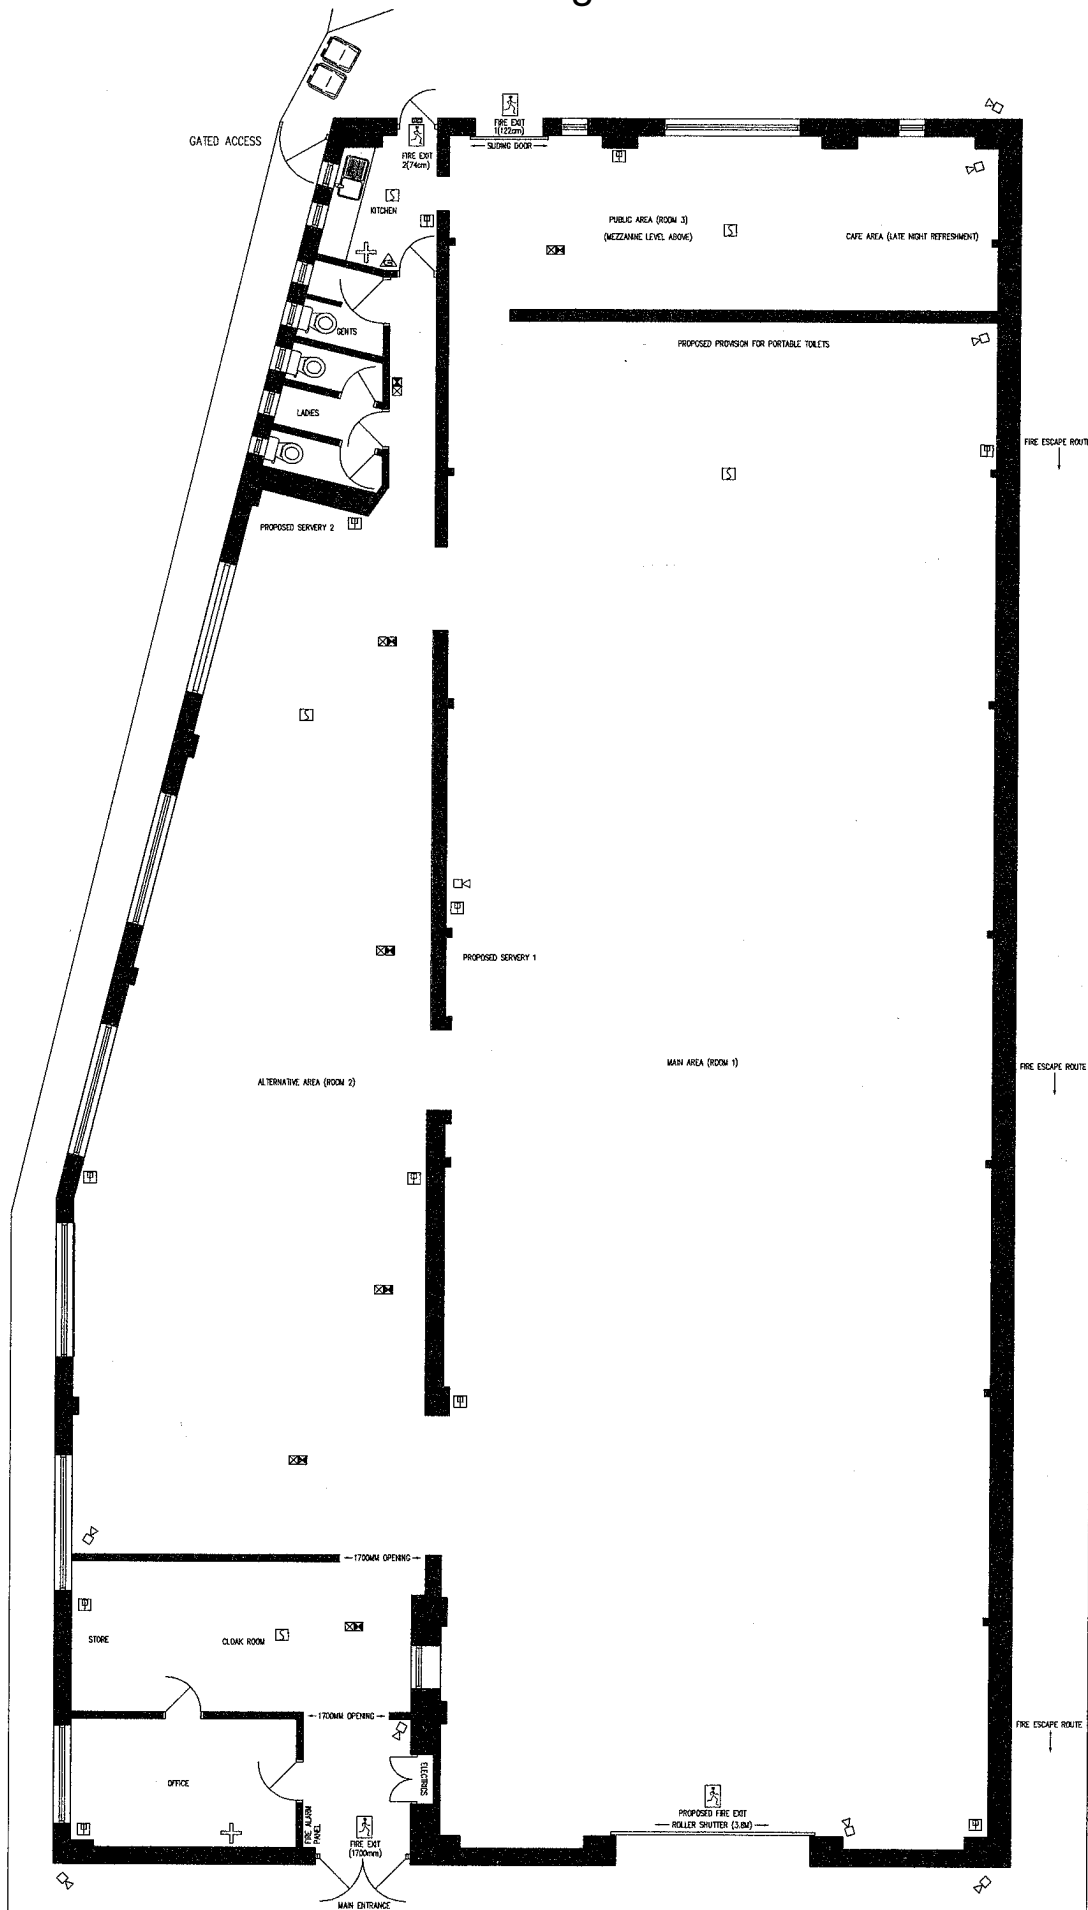 g
GATED ACCESS
FIRE EXIT
1(122cm)
SLIDING DOOR
FIRE EXIT
2(74cm)
KITCHEN
PUBLIC AREA (ROOM 3)
(MEZZANINE LEVEL ABOVE)
CAFE AREA (LATE NIGHT REFRESHMENT)
GENTS
PROPOSED PROVISION FOR PORTABLE TOILETS
LADIES
FIRE ESCAPE ROUTE
PROPOSED SERVERY 2
PROPOSED SERVERY 1
MAIN AREA (ROOM 1)
FIRE ESCAPE ROUTE
ALTERNATIVE AREA (ROOM 2)
1700MM OPENING
STORE
CLOAK ROOM
1700MM OPENING
FIRE ESCAPE ROUTE
OFFICE
ELECTRICS
FIRE ALARM
PANEL
FIRE EXIT
(1700mm)
PROPOSED FIRE EXIT
ROLLER SHUTTER (3.8M)
MAIN ENTRANCE